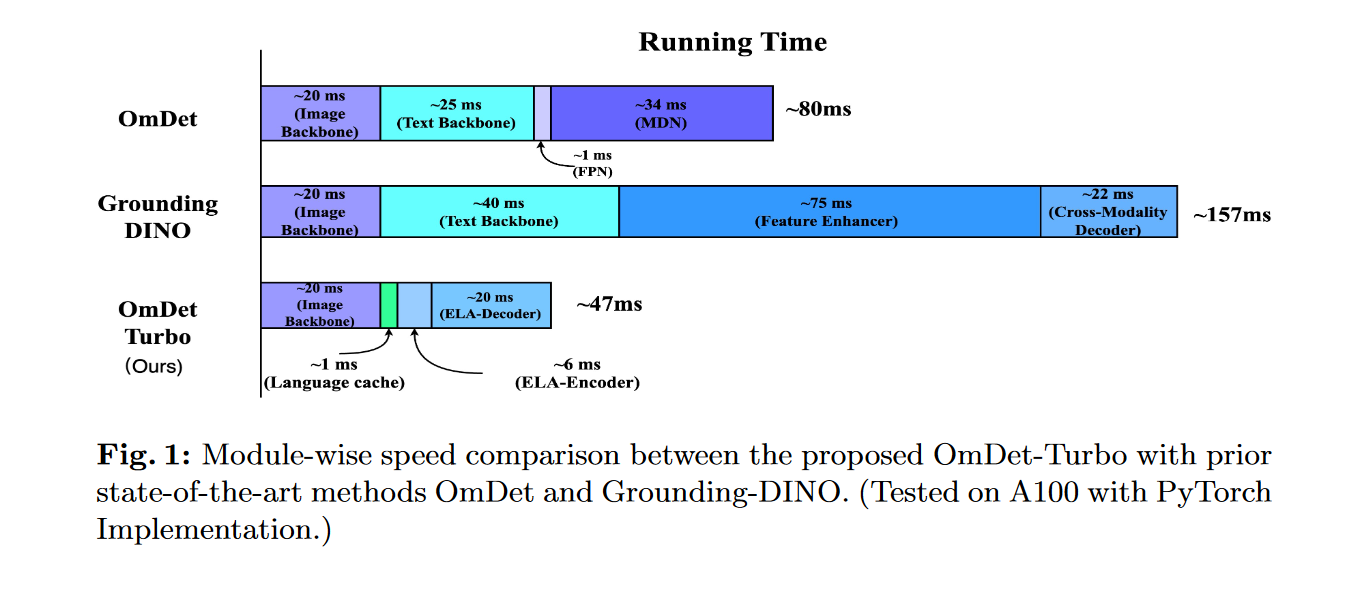 Running Time
OmDet
~20 ms
(Image
Backbone)
~25 ms
(Text Backbone)
~34 ms
(MDN)
~80ms
~1 ms
(FPN)
Grounding
DINO
~20 ms
(Image
Backbone)
~40 ms
(Text Backbone)
~75 ms
(Feature Enhancer)
~22 ms
(Cross-Modality
Decoder)
~157ms
OmDet
Turbo
(Ours)
~20 ms
(Image
Backbone)
~20 ms
(ELA-Decoder)
~47ms
~1 ms
(Language cache)
~6 ms
(ELA-Encoder)
Fig. 1: Module-wise speed comparison between the proposed OmDet-Turbo with prior
state-of-the-art methods OmDet and Grounding-DINO. (Tested on A100 with PyTorch
Implementation.)